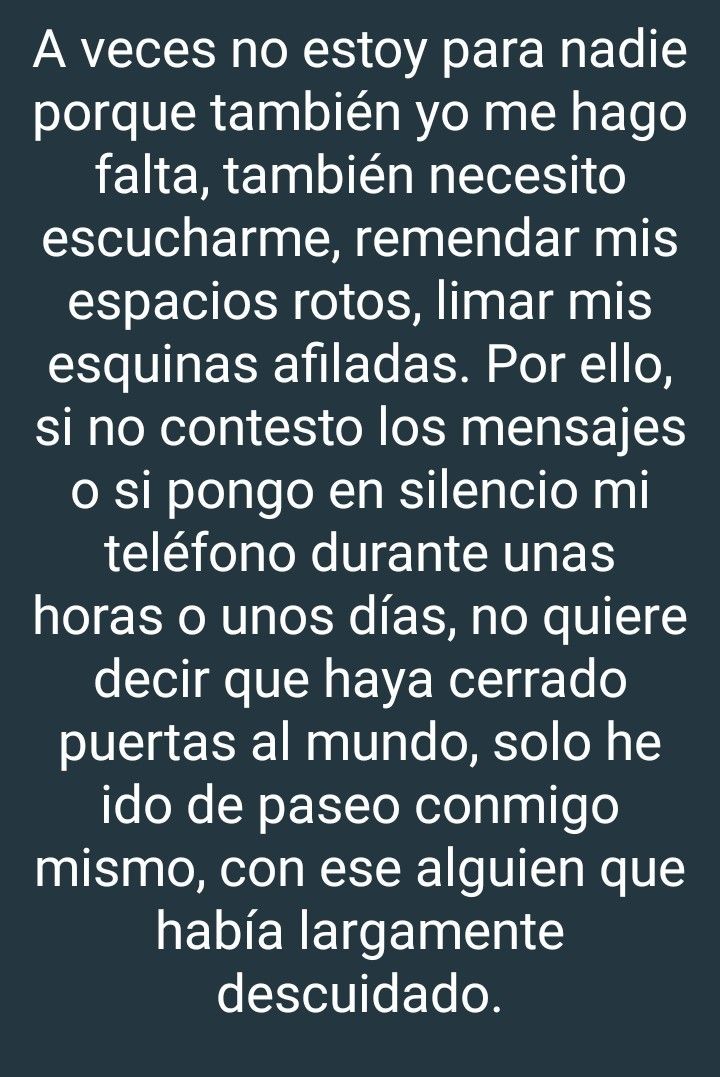 A veces no estoy para nadie
porque también yo me hago
falta, también necesito
escucharme, remendar mis
espacios rotos, limar mis
esquinas afiladas. Por ello,
si no contesto los mensajes
o si pongo en silencio mi
teléfono durante unas
horas o unos días, no quiere
decir que haya cerrado
puertas al mundo, solo he
ido de paseo conmigo
mismo, con ese alguien que
había largamente
descuidado.